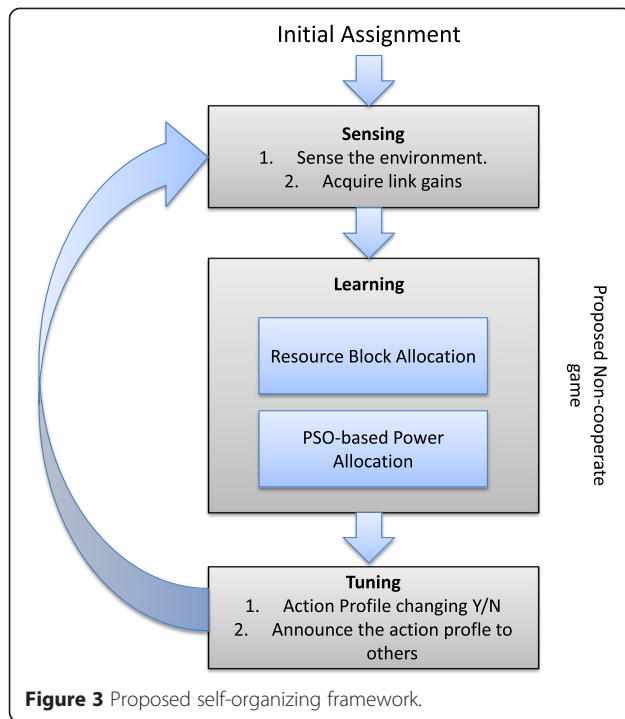 Initial Assignment
Sensing
1. Sense the environment.
2. Acquire link gains
Learning
Resource Block Allocation
PSO-based Power
Allocation
Proposed Non-cooperate
game
Tuning
1. Action Profile changing Y/N
2. Announce the action profle to
others
Figure 3 Proposed self-organizing framework.